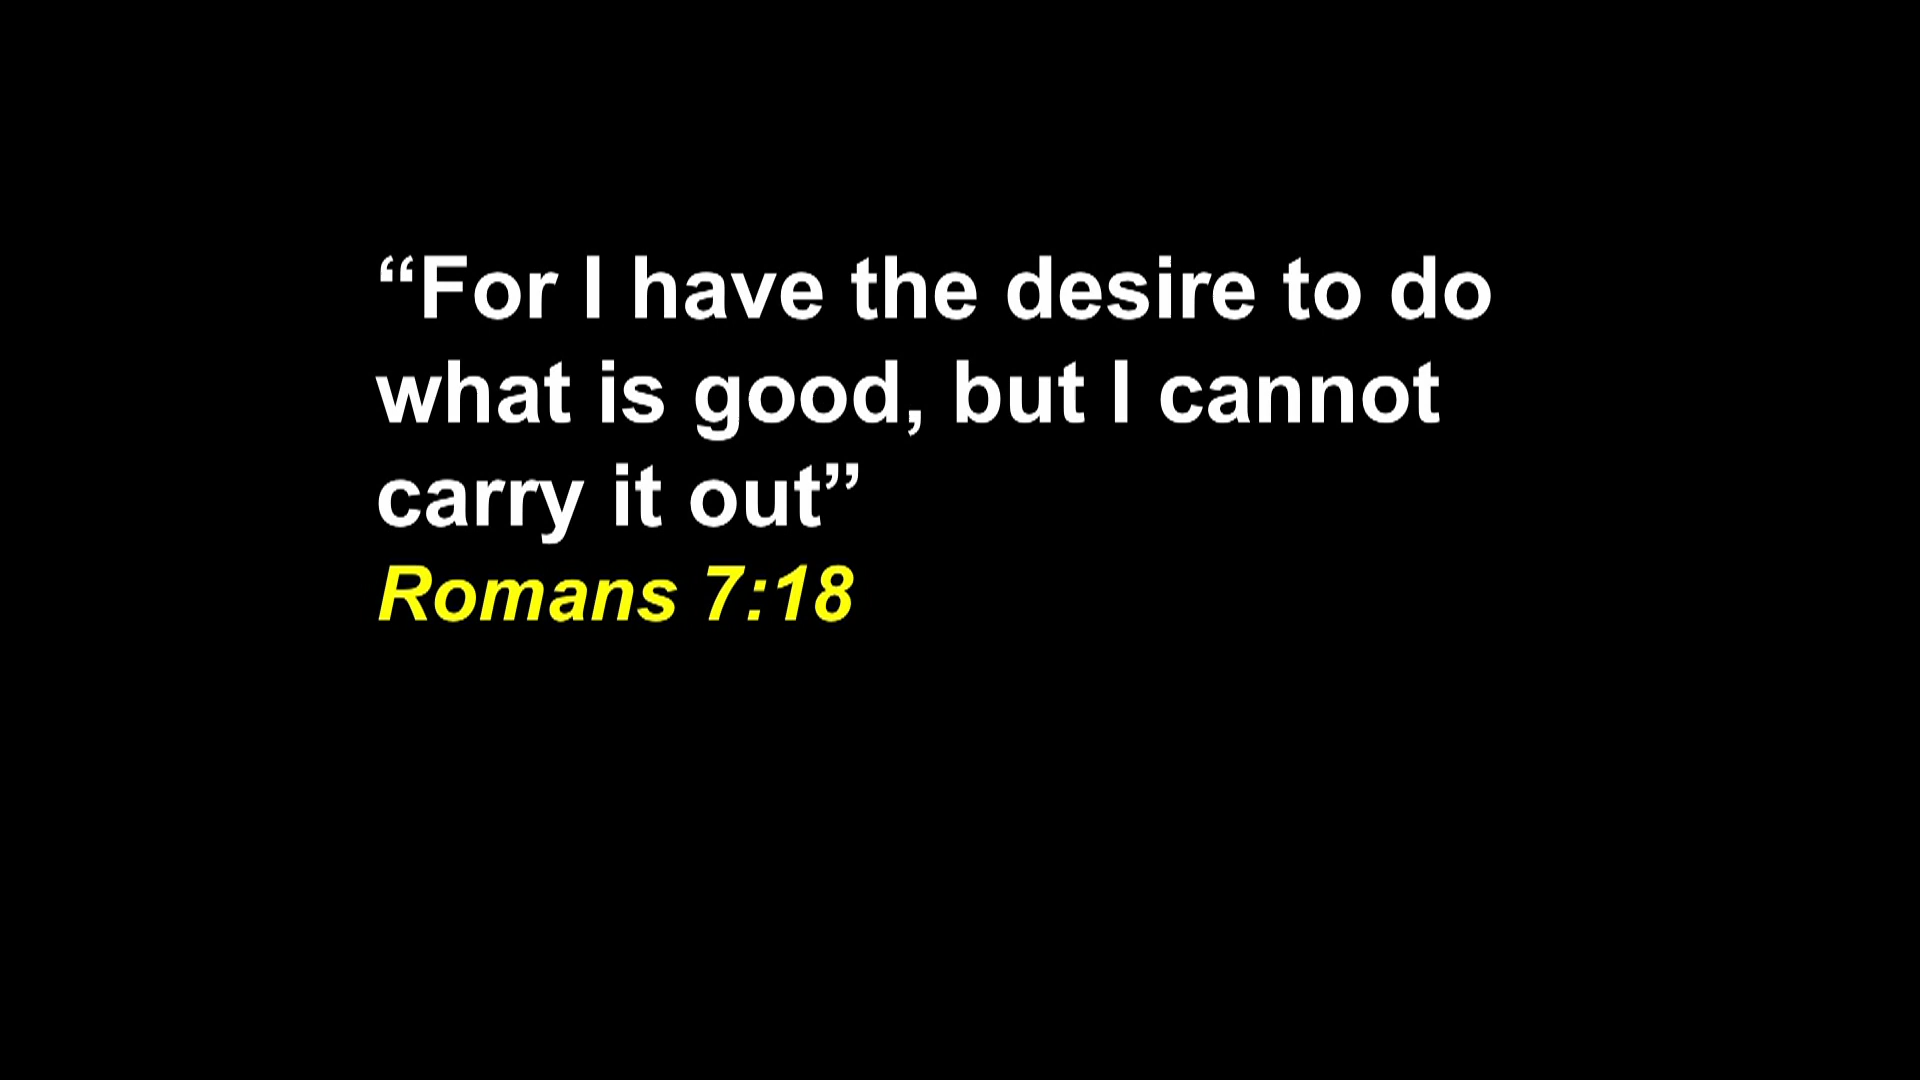 “For I have the desire to do
what is good, but I cannot
carry it out”
Romans 7:18